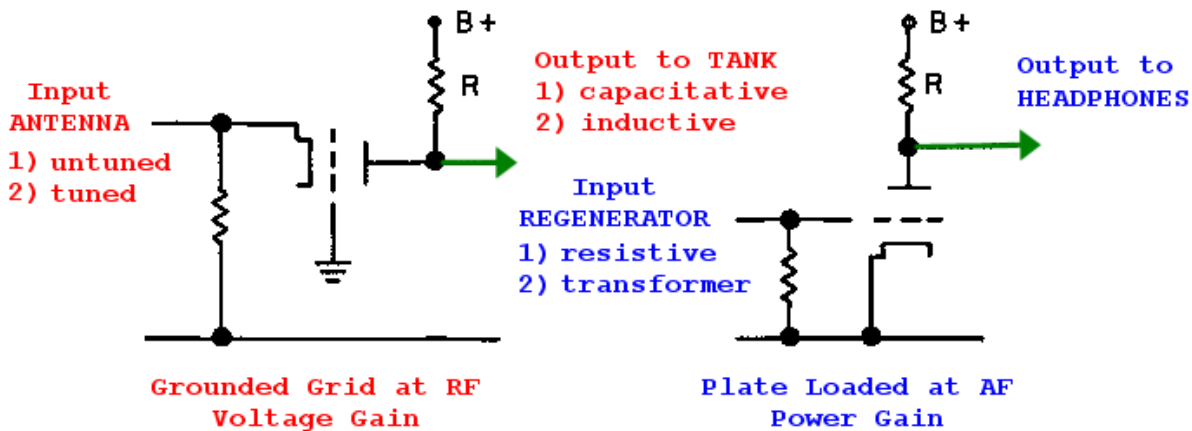 B+
R
Input
ANTENNA
1) untuned
2) tuned
Output to TANK
1) capacitative
2) inductive
Grounded Grid at RF
Voltage Gain
B+
R
Output to
HEADPHONES
Input
REGENERATOR
1) resistive
2) transformer
Plate Loaded at AF
Power Gain